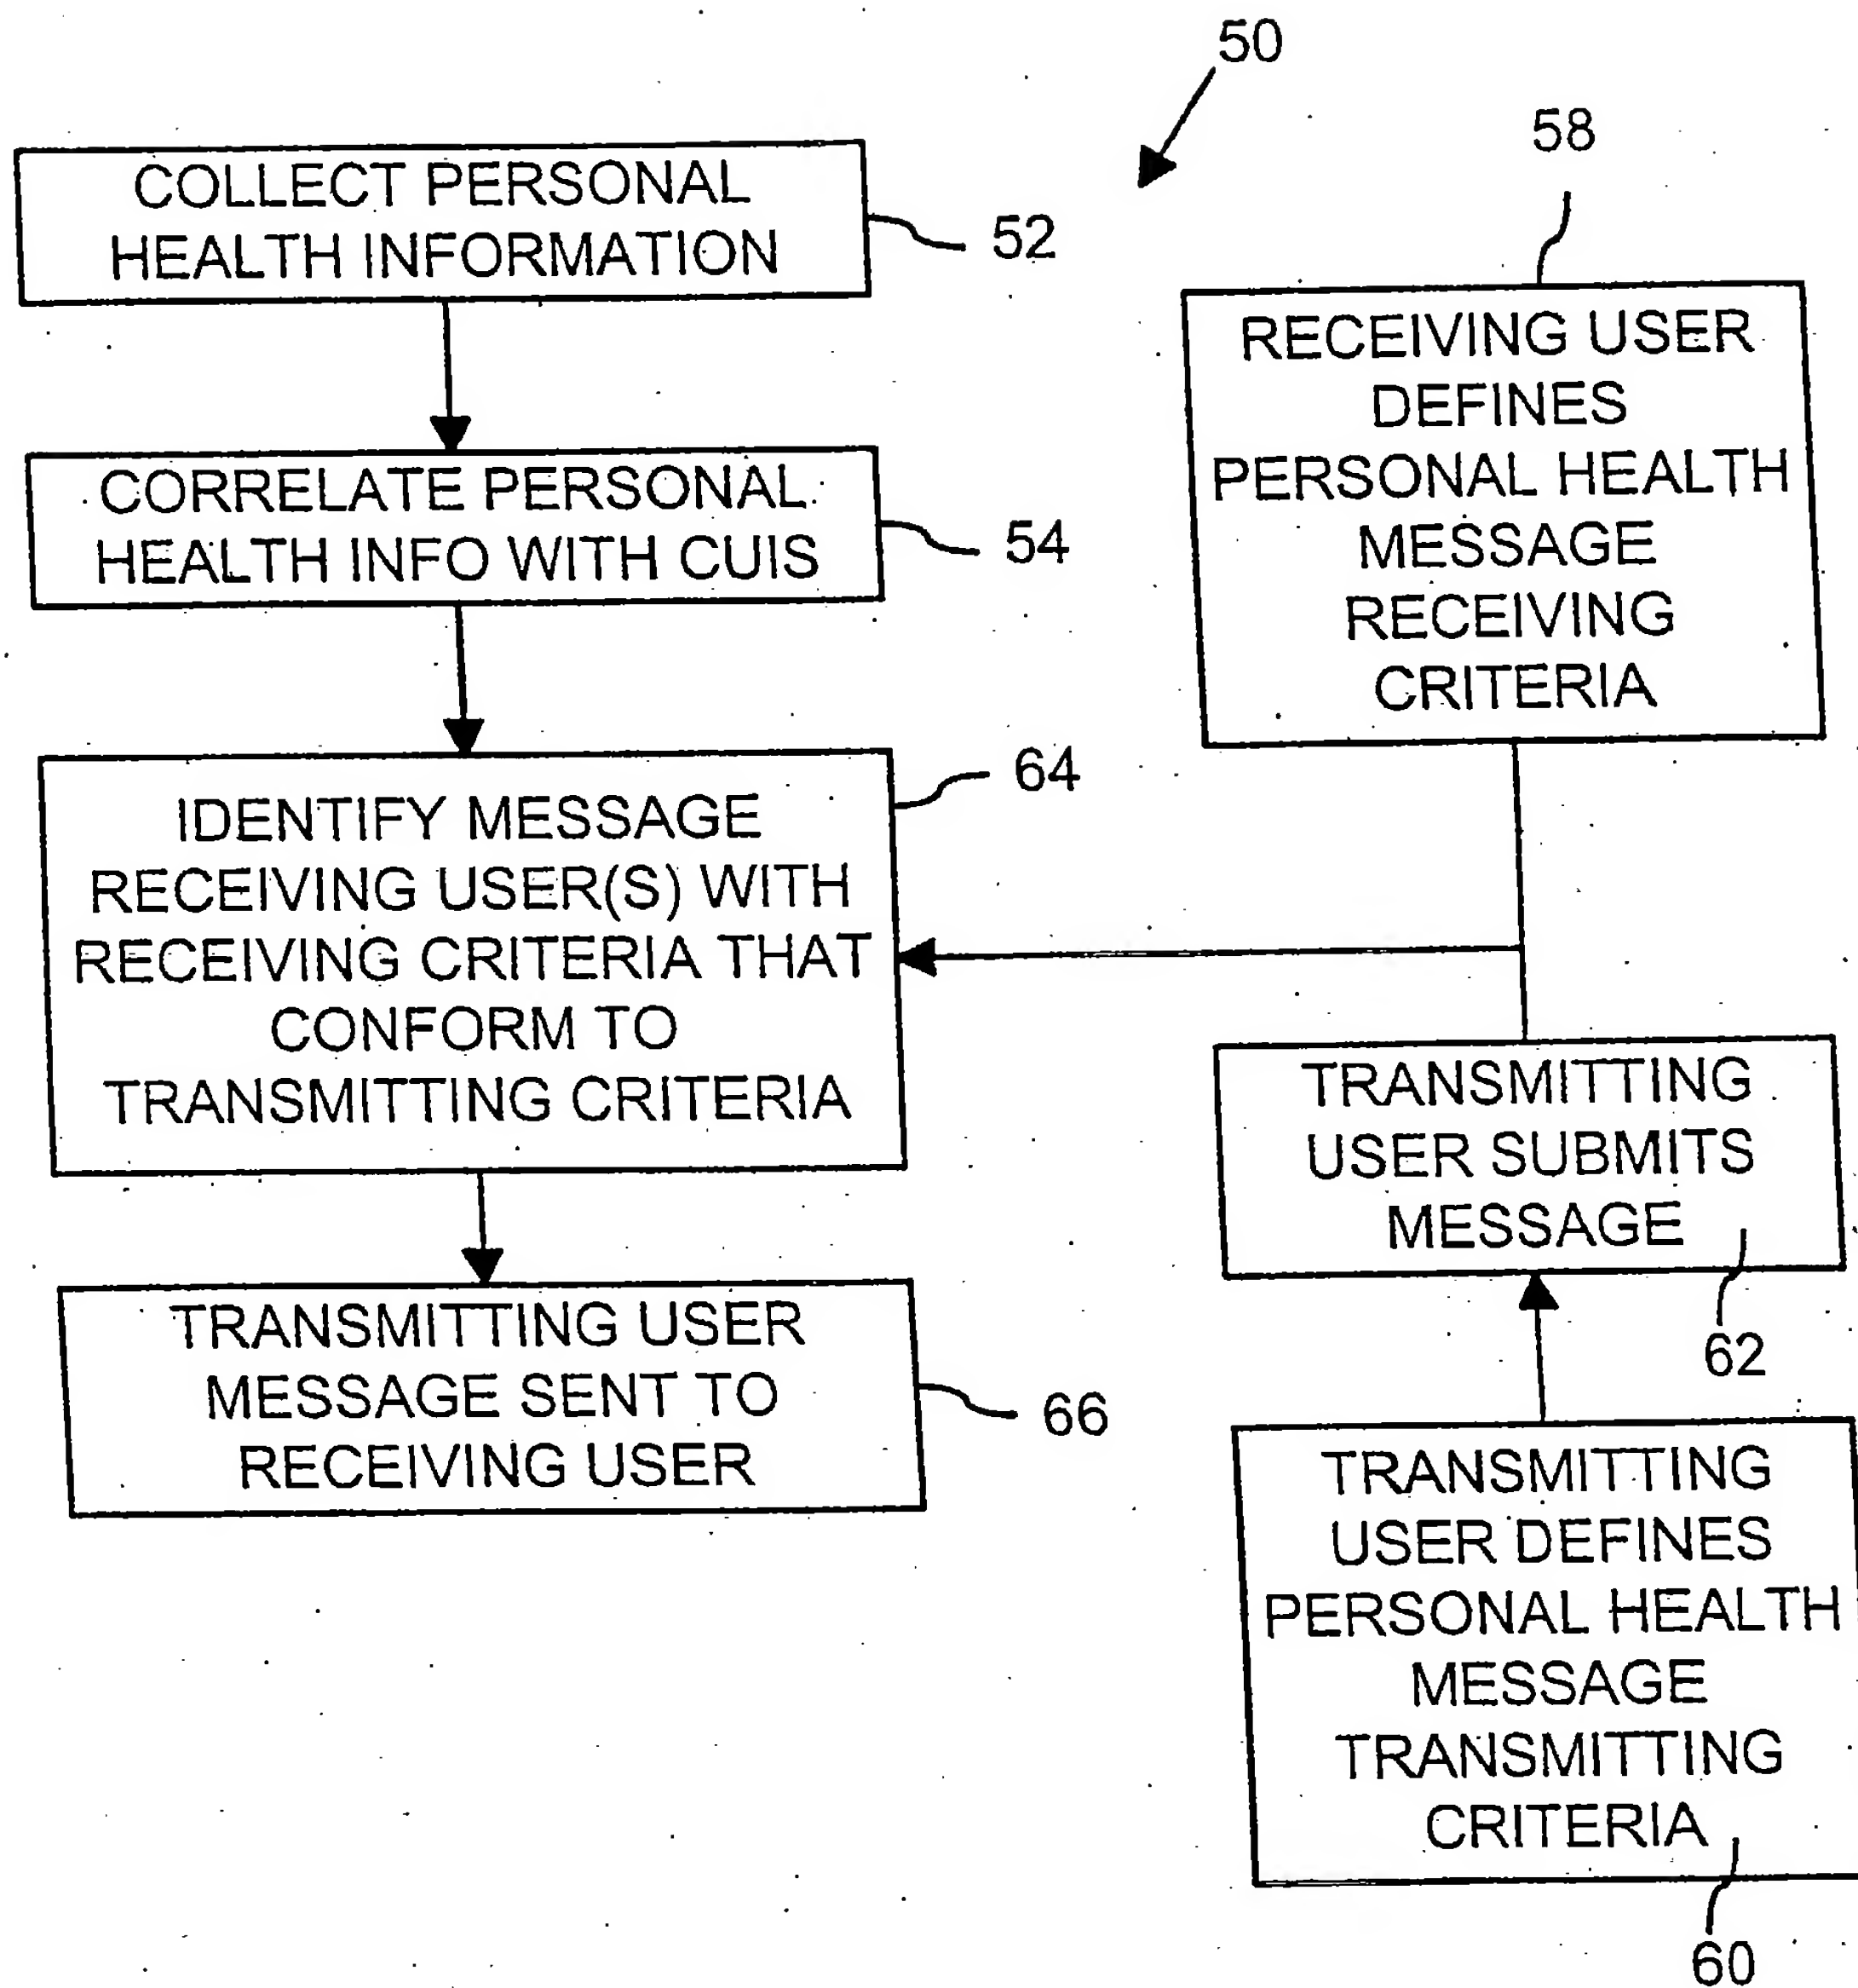 50
COLLECT PERSONAL
HEALTH INFORMATION
52
CORRELATE PERSONAL
HEALTH INFO WITH CUIS
54
58
RECEIVING USER
DEFINES
PERSONAL HEALTH
MESSAGE
RECEIVING
CRITERIA
IDENTIFY MESSAGE
RECEIVING USER(S) WITH
RECEIVING CRITERIA THAT
CONFORM TO
TRANSMITTING CRITERIA
64
TRANSMITTING
USER SUBMITS
MESSAGE
62
TRANSMITTING USER
MESSAGE SENT TO
RECEIVING USER
66
TRANSMITTING
USER DEFINES
PERSONAL HEALTH
MESSAGE
TRANSMITTING
CRITERIA
60